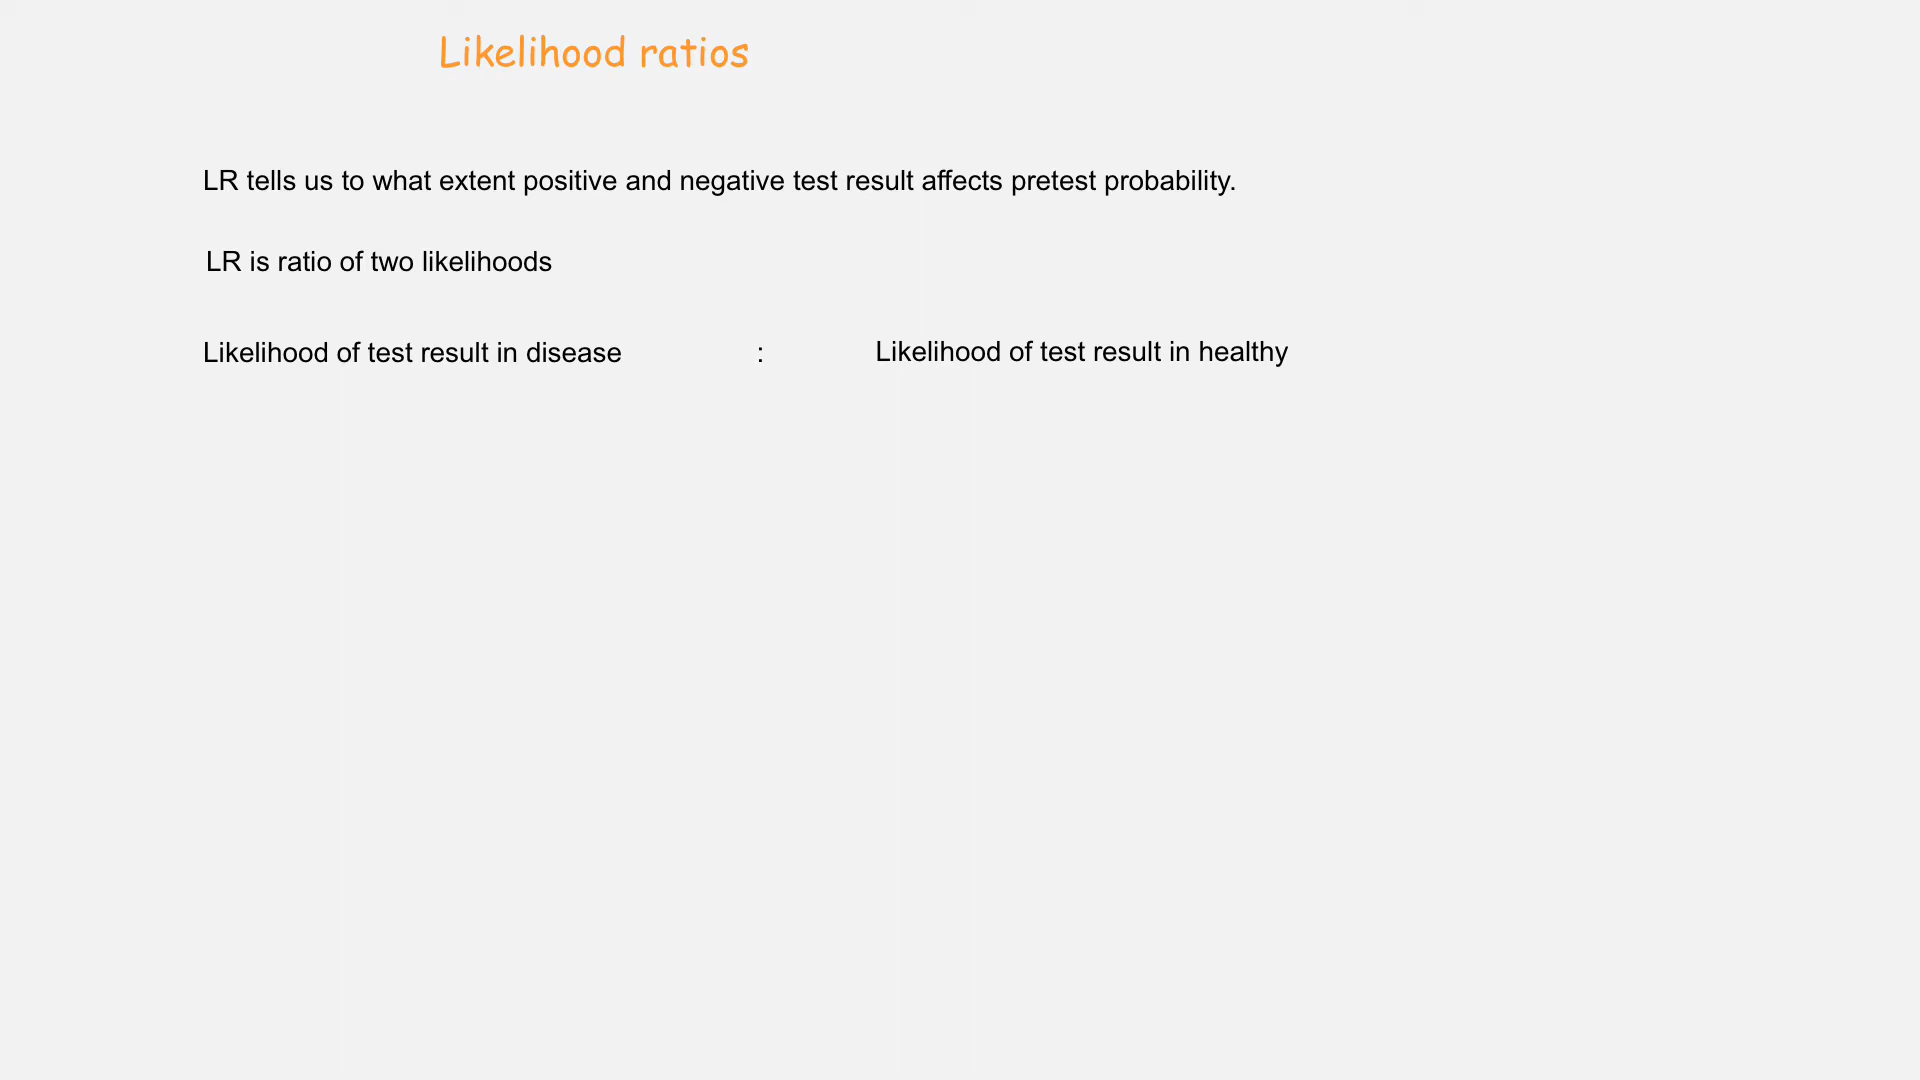 Likelihood ratios
LR tells us to what extent positive and negative test result affects pretest probability.
LR is ratio of two likelihoods
Likelihood of test result in disease : Likelihood of test result in healthy